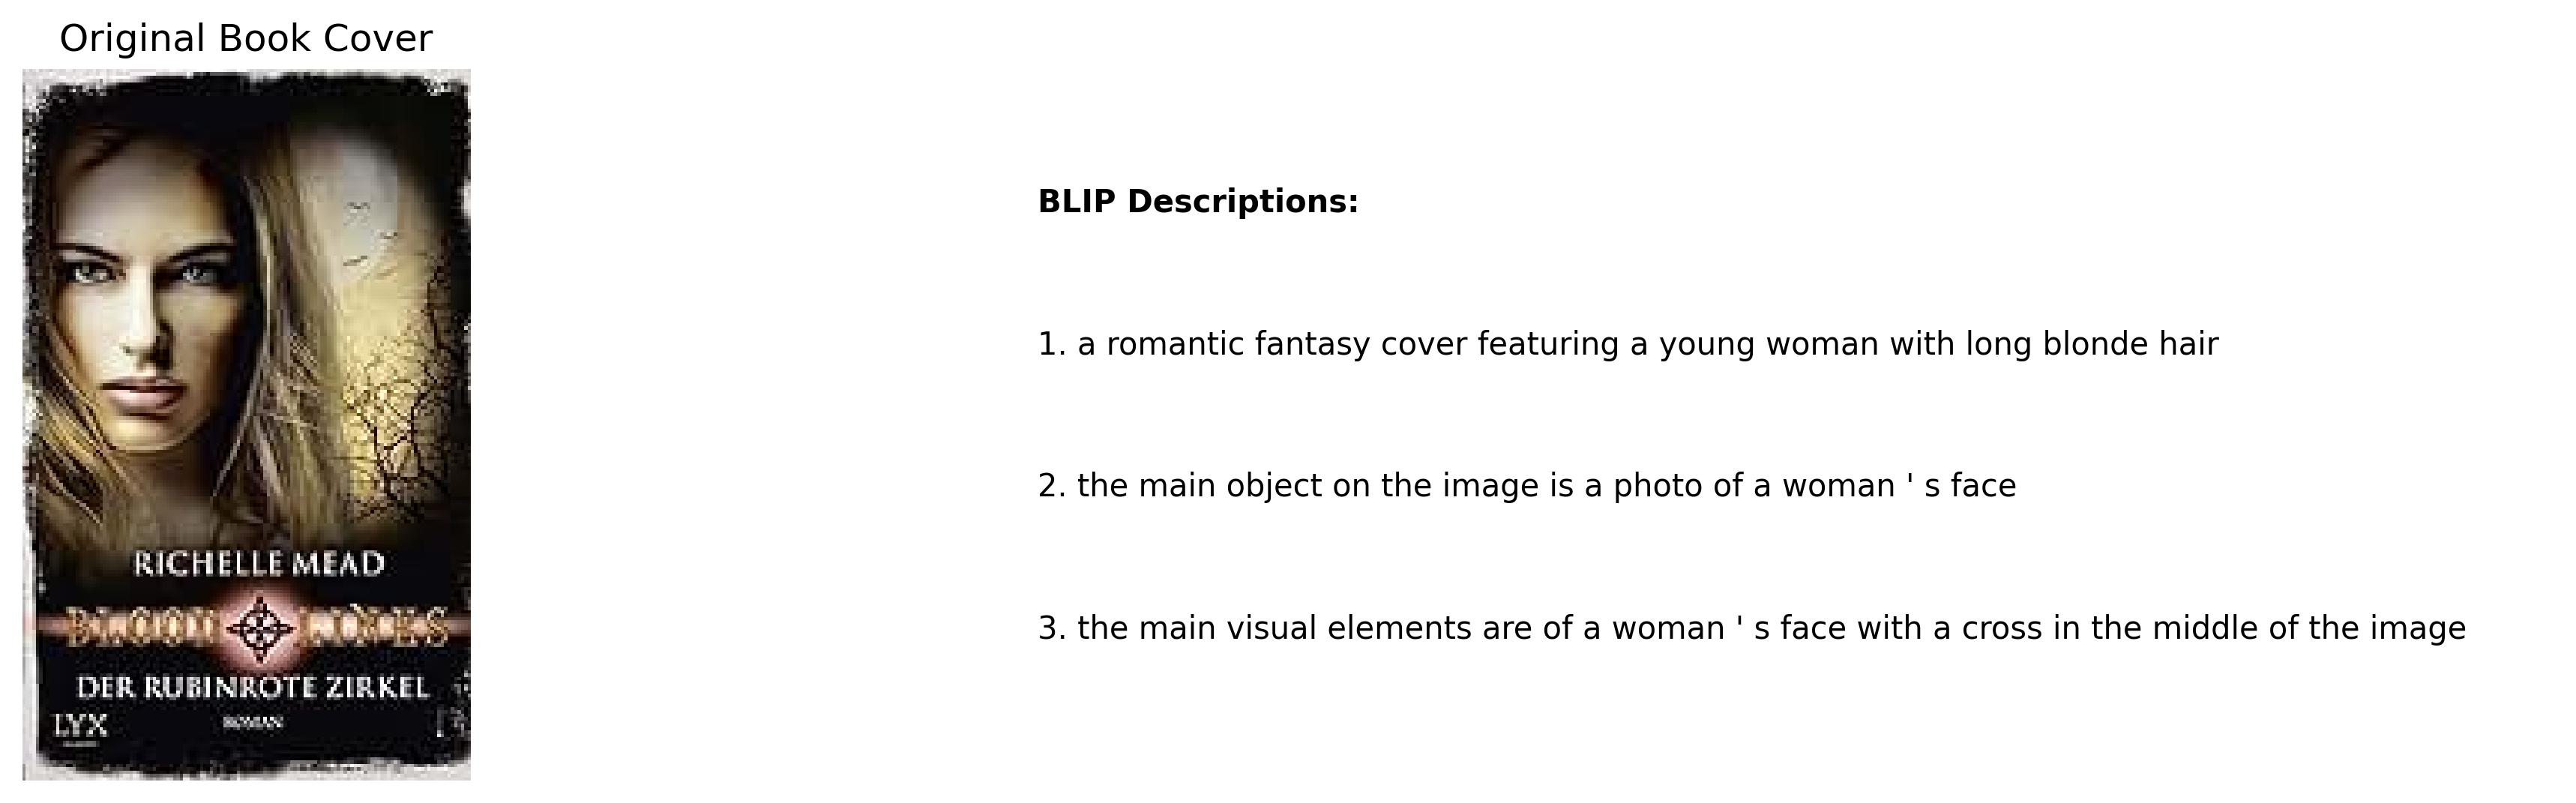 Original Book Cover
RICHELLE MEAD
BLOODLINES
DER RUBINROTE ZIRKEL
LYX
ROMAN
BLIP Descriptions:
1. a romantic fantasy cover featuring a young woman with long blonde hair
2. the main object on the image is a photo of a woman ' s face
3. the main visual elements are of a woman ' s face with a cross in the middle of the image